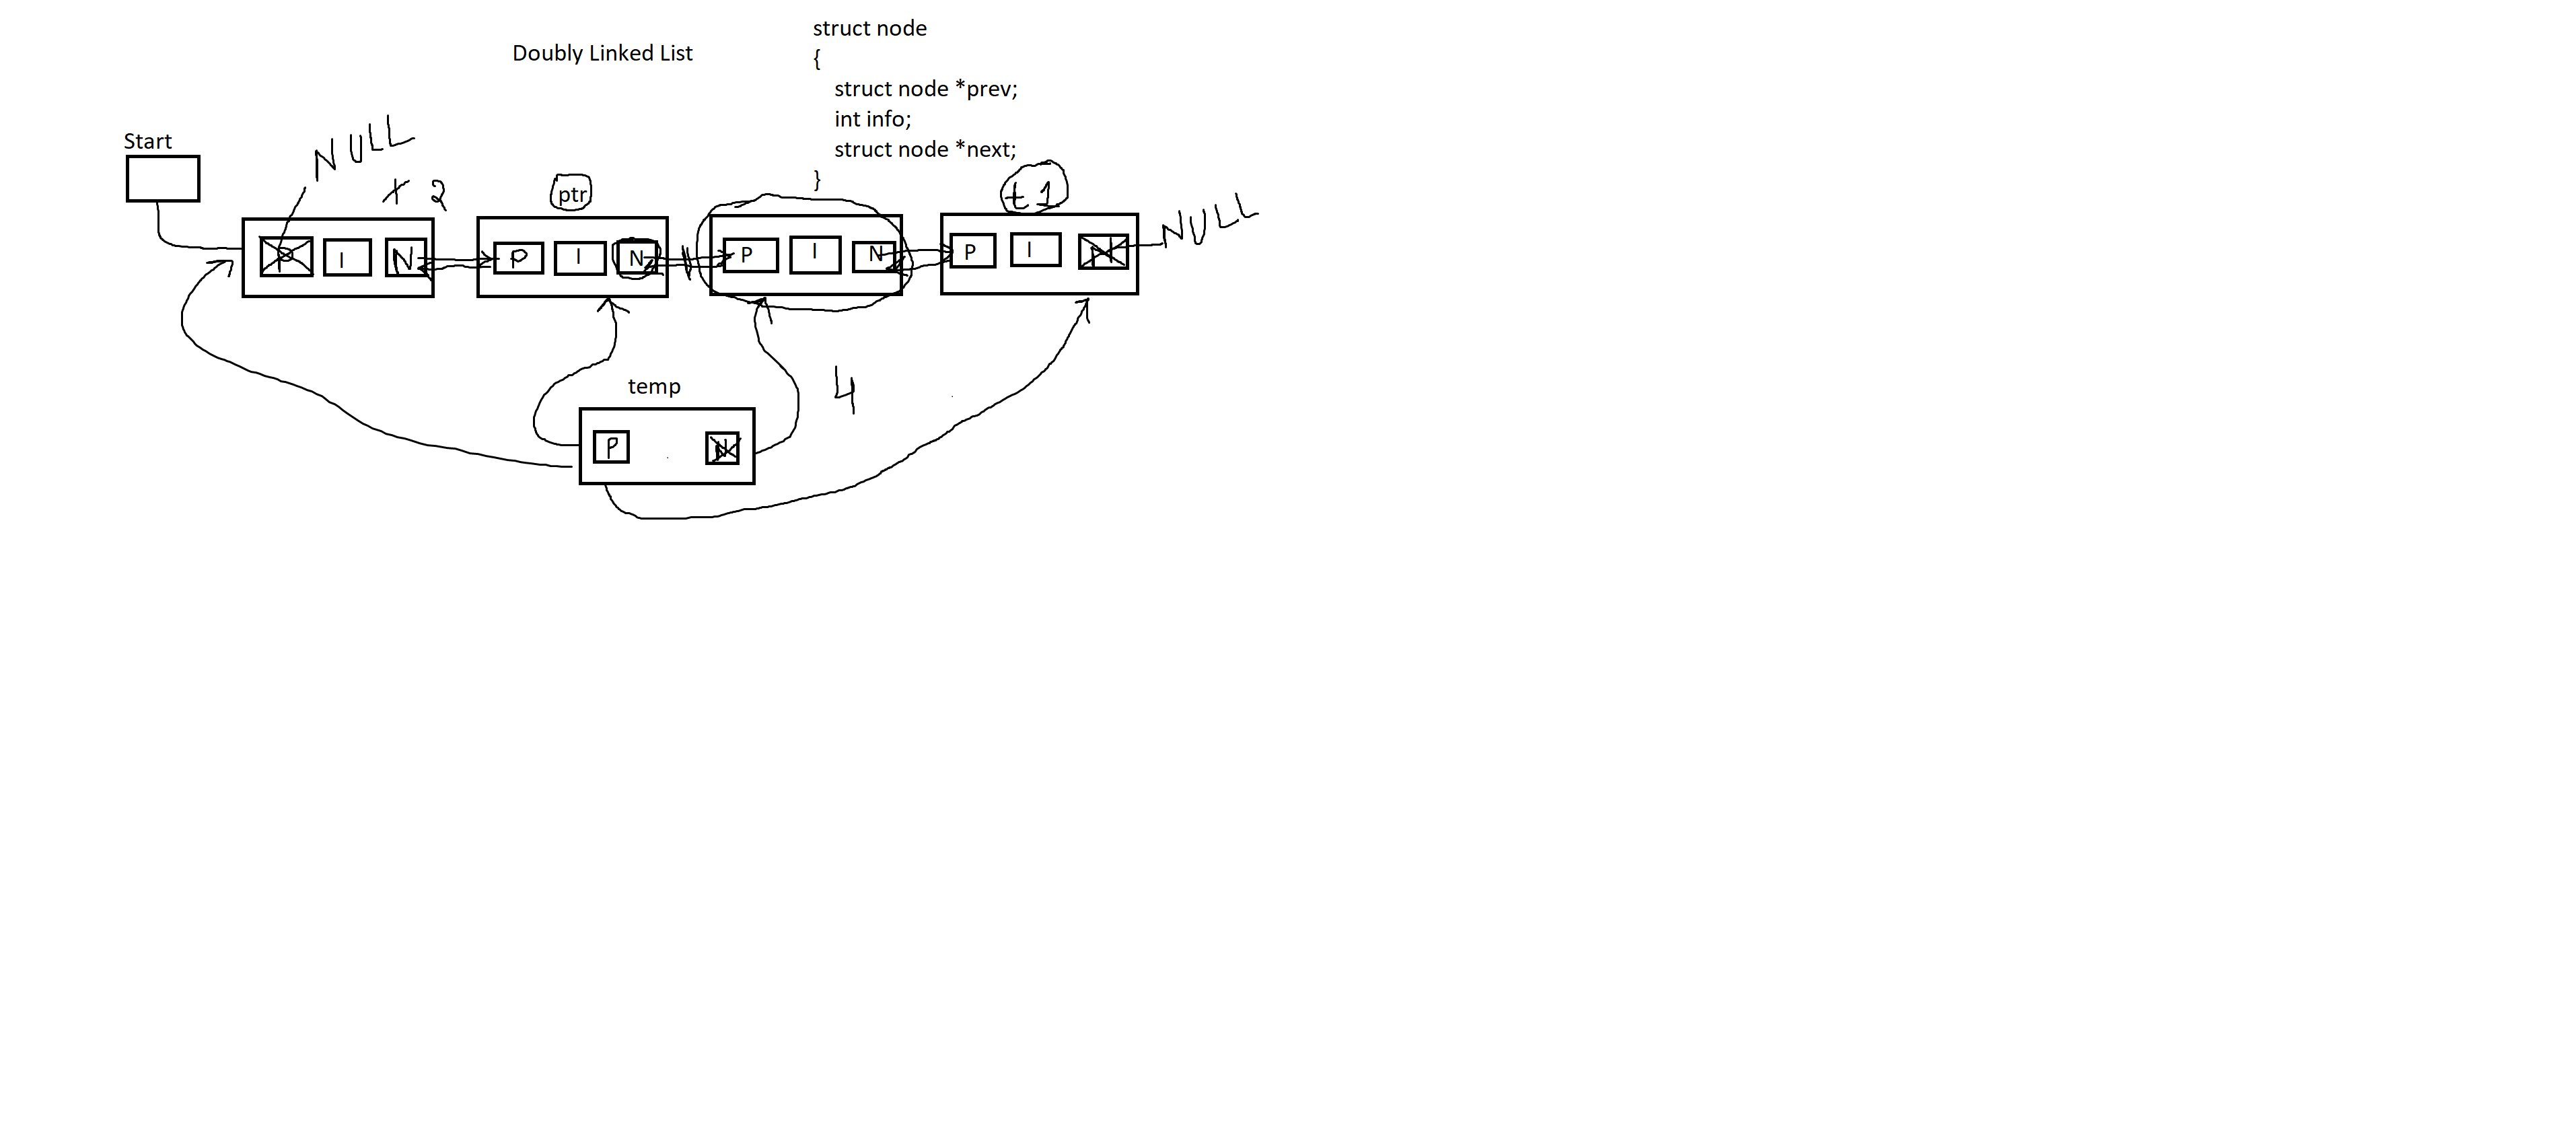 Doubly Linked List
struct node
{
struct node *prev;
int info;
struct node *next;
}
Start
NULL
2
ptr
t1
NULL
P I N
P I N
P I N
P I N
temp
4
P N